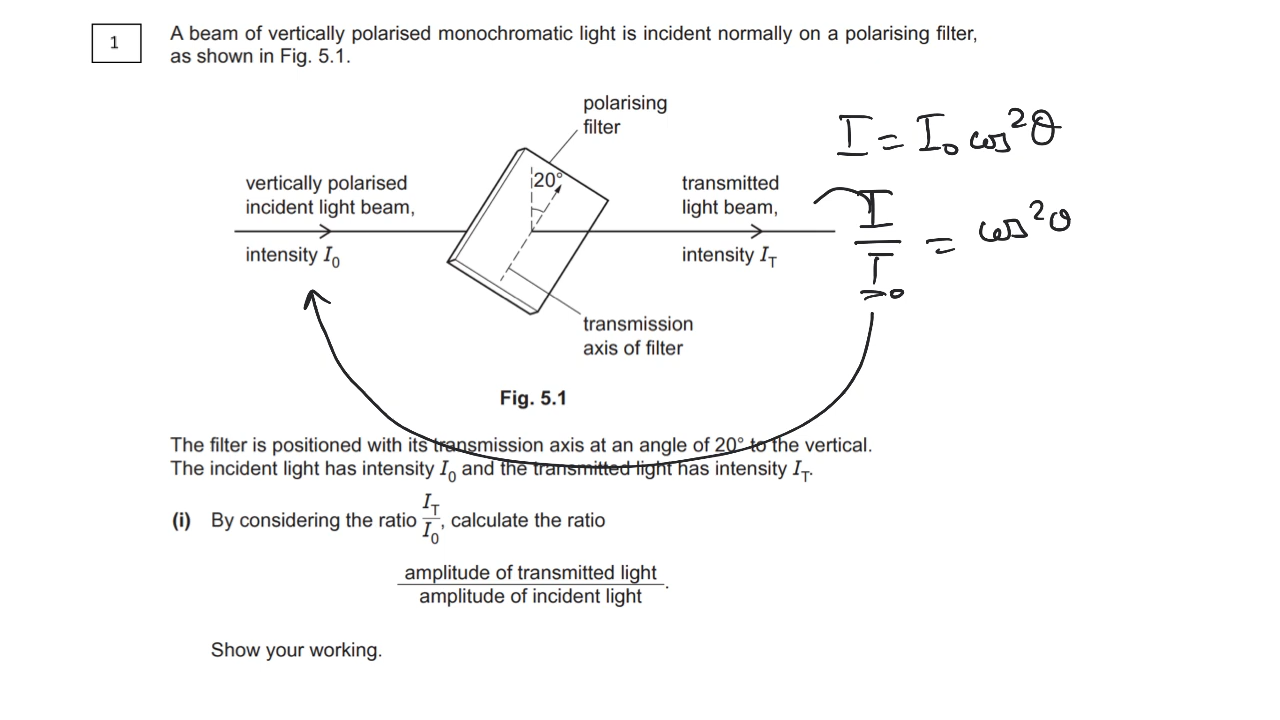 1
A beam of vertically polarised monochromatic light is incident normally on a polarising filter,
as shown in Fig. 5.1.
polarising
filter
20°
vertically polarised
incident light beam,
intensity I₀
transmitted
light beam,
intensity I_T
transmission
axis of filter
I = I₀ cos²θ
I/I₀ = cos²θ
Fig. 5.1
The filter is positioned with its transmission axis at an angle of 20° to the vertical.
The incident light has intensity I₀ and the transmitted light has intensity I_T.
(i) By considering the ratio I_T/I₀, calculate the ratio
amplitude of transmitted light
amplitude of incident light.
Show your working.